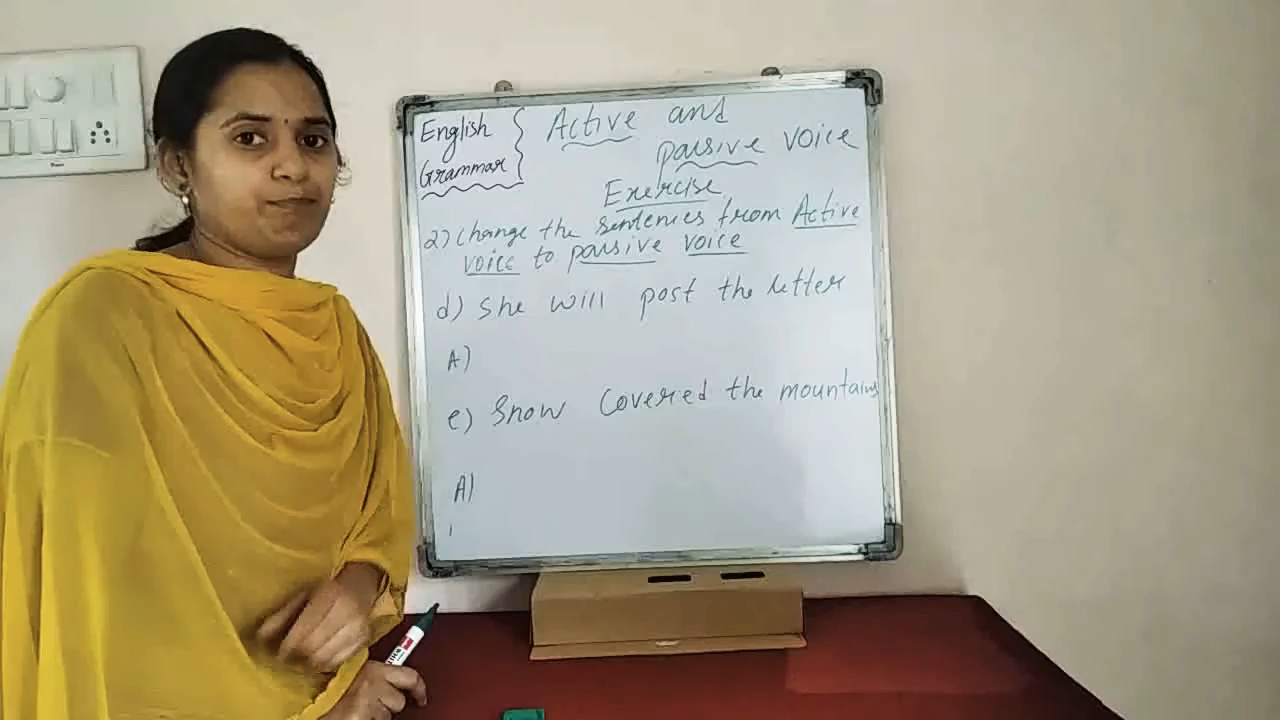 English
Grammar
Active and
passive voice
Exercise
2) Change the sentences from Active
voice to passive voice
d) She will post the letter
A)
e) Snow covered the mountains
A)